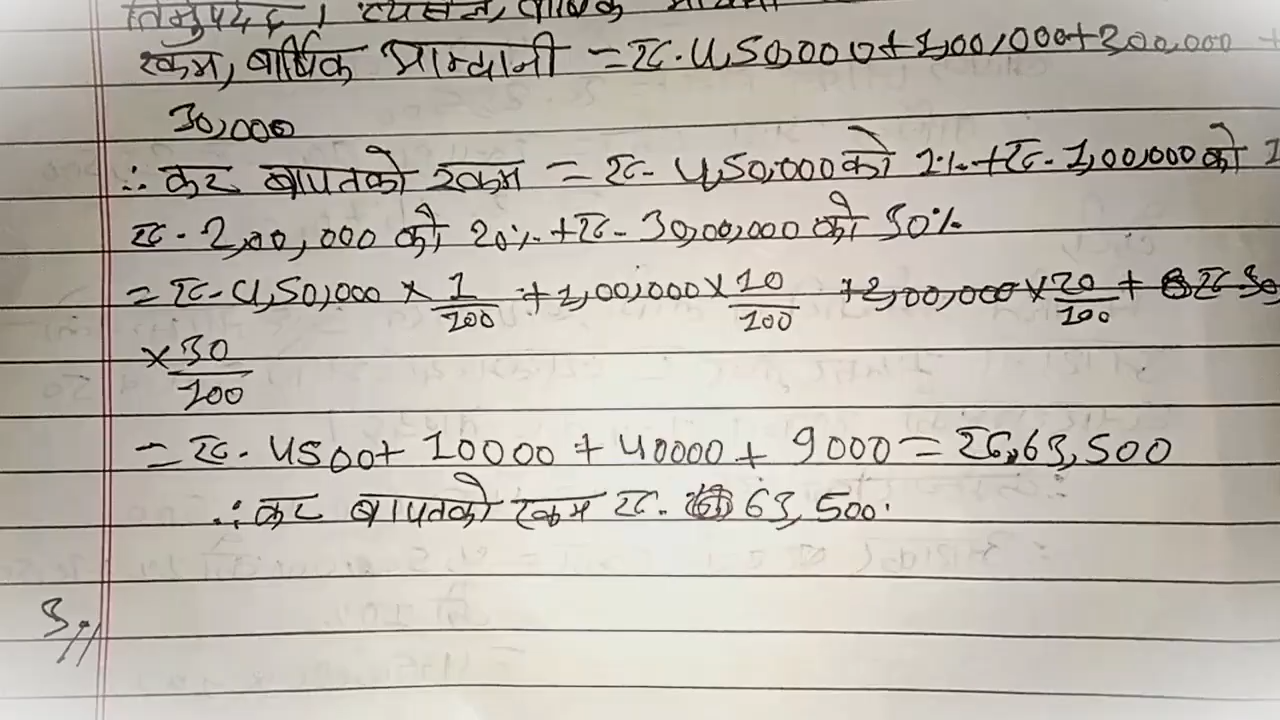 रकम, वार्षिक आम्दानी = रु. 4,50,000 + 1,00,000 + 200,000 +
30,000
∴ कर बापतको रकम = रु. 4,50,000 को 1% + रु. 1,00,000 को 1
रु. 2,00,000 को 20% + रु. 30,00,000 को 30%
= रु. 4,50,000 × 1/100 + 1,00,000 × 10/100 + 2,00,000 × 20/100 + रु 30
× 30/100
= रु. 4500 + 10000 + 40000 + 9000 = रु. 63,500
∴ कर बापतको रकम रु. 63,500.
3//